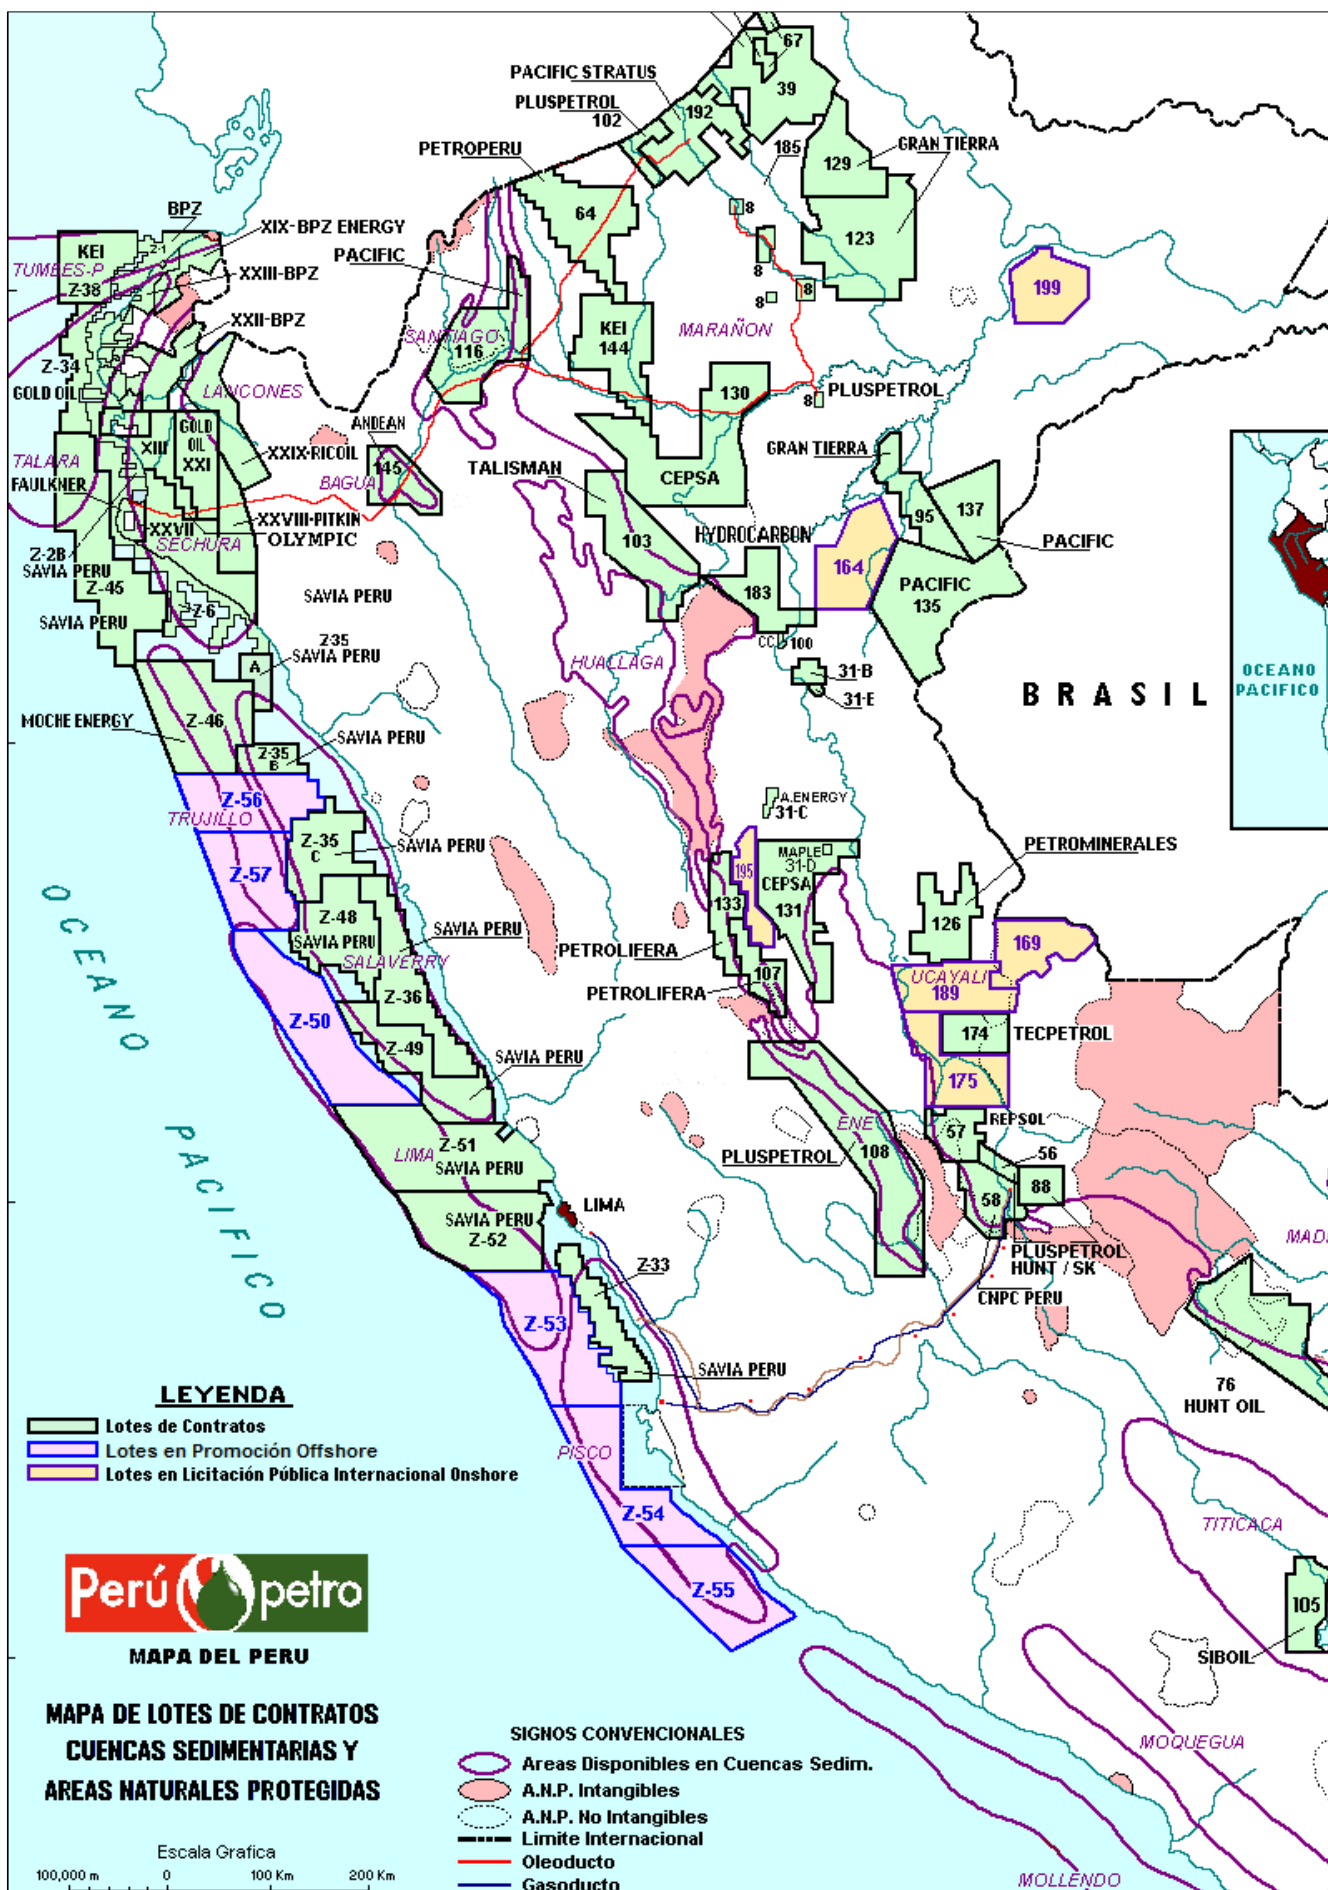 67
PACIFIC STRATUS
39
PLUSPETROL
102
192
PETROPERU
185
GRAN TIERRA
129
BPZ
XIX-BPZ ENERGY
64
8
KEI
Z-1
PACIFIC
123
TUMBES-P
XXIII-BPZ
8
Z-38
8
8
199
XXII-BPZ
SANTIAGO
KEI
MARAÑON
116
144
Z-34
GOLD OIL
LANCONES
130
PLUSPETROL
8
ANDEAN
GOLD
OIL
XIII
GRAN TIERRA
TALARA
XXI
XXIX-RICOIL
145
TALISMAN
CEPSA
FAULKNER
BAGUA
137
95
XXVII
XXVIII-PITKIN
OLYMPIC
HYDROCARBON
SECHURA
103
PACIFIC
Z-2B
SAVIA PERU
164
Z-45
183
PACIFIC
135
SAVIA PERU
Z-6
SAVIA PERU
CC.
100
Z-35
SAVIA PERU
A
HUALLAGA
31-B
31-E
OCEANO
PACIFICO
BRASIL
MOCHE ENERGY
Z-46
SAVIA PERU
Z-35
B
Z-56
A.ENERGY
31-C
TRUJILLO
Z-35
C
SAVIA PERU
PETROMINERALES
MAPLE
31-D
195
Z-57
CEPSA
133
131
126
Z-48
SAVIA PERU
SAVIA PERU
PETROLIFERA
169
SALAVERRY
107
UCAYALI
PETROLIFERA
189
Z-36
Z-50
174
TECPETROL
Z-49
SAVIA PERU
175
OCEANO PACIFICO
REPSOL
ENE
57
Z-51
LIMA
SAVIA PERU
PLUSPETROL
108
56
88
58
LIMA
SAVIA PERU
Z-52
MAD
PLUSPETROL
HUNT / SK
Z-33
CNPC PERU
Z-53
SAVIA PERU
76
HUNT OIL
LEYENDA
Lotes de Contratos
Lotes en Promoción Offshore
Lotes en Licitación Pública Internacional Onshore
PISCO
Z-54
TITICACA
Z-55
Perú petro
105
MAPA DEL PERU
SIBOIL
MAPA DE LOTES DE CONTRATOS
CUENCAS SEDIMENTARIAS Y
AREAS NATURALES PROTEGIDAS
SIGNOS CONVENCIONALES
Areas Disponibles en Cuencas Sedim.
A.N.P. Intangibles
A.N.P. No Intangibles
Limite Internacional
Oleoducto
Gasoducto
MOQUEGUA
MOLLENDO
Escala Grafica
100,000 m 0 100 Km 200 Km